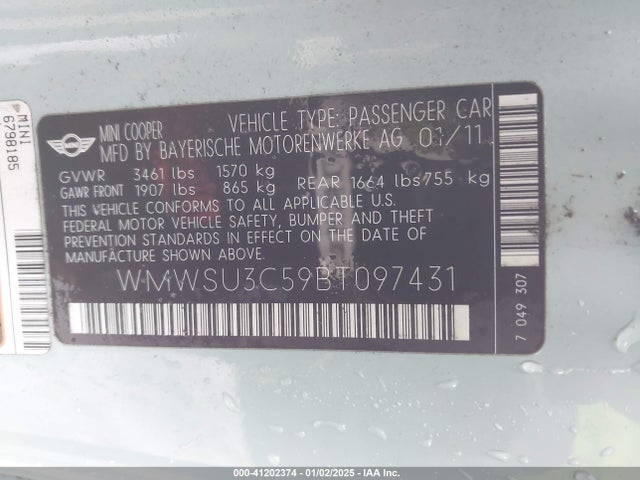 MINI COOPER VEHICLE TYPE: PASSENGER CAR
MFD BY BAYERISCHE MOTORENWERKE AG 01/11
GVWR 3461 lbs 1570 kg
GAWR FRONT 1907 lbs 865 kg REAR 1664 lbs 755 kg
THIS VEHICLE CONFORMS TO ALL APPLICABLE U.S.
FEDERAL MOTOR VEHICLE SAFETY, BUMPER AND THEFT
PREVENTION STANDARDS IN EFFECT ON THE DATE OF
MANUFACTURE SHOWN ABOVE.
WMWSU3C59BT097431
7 049 307
MINI
6798185
000-41202374 - 01/02/2025 - IAA Inc.